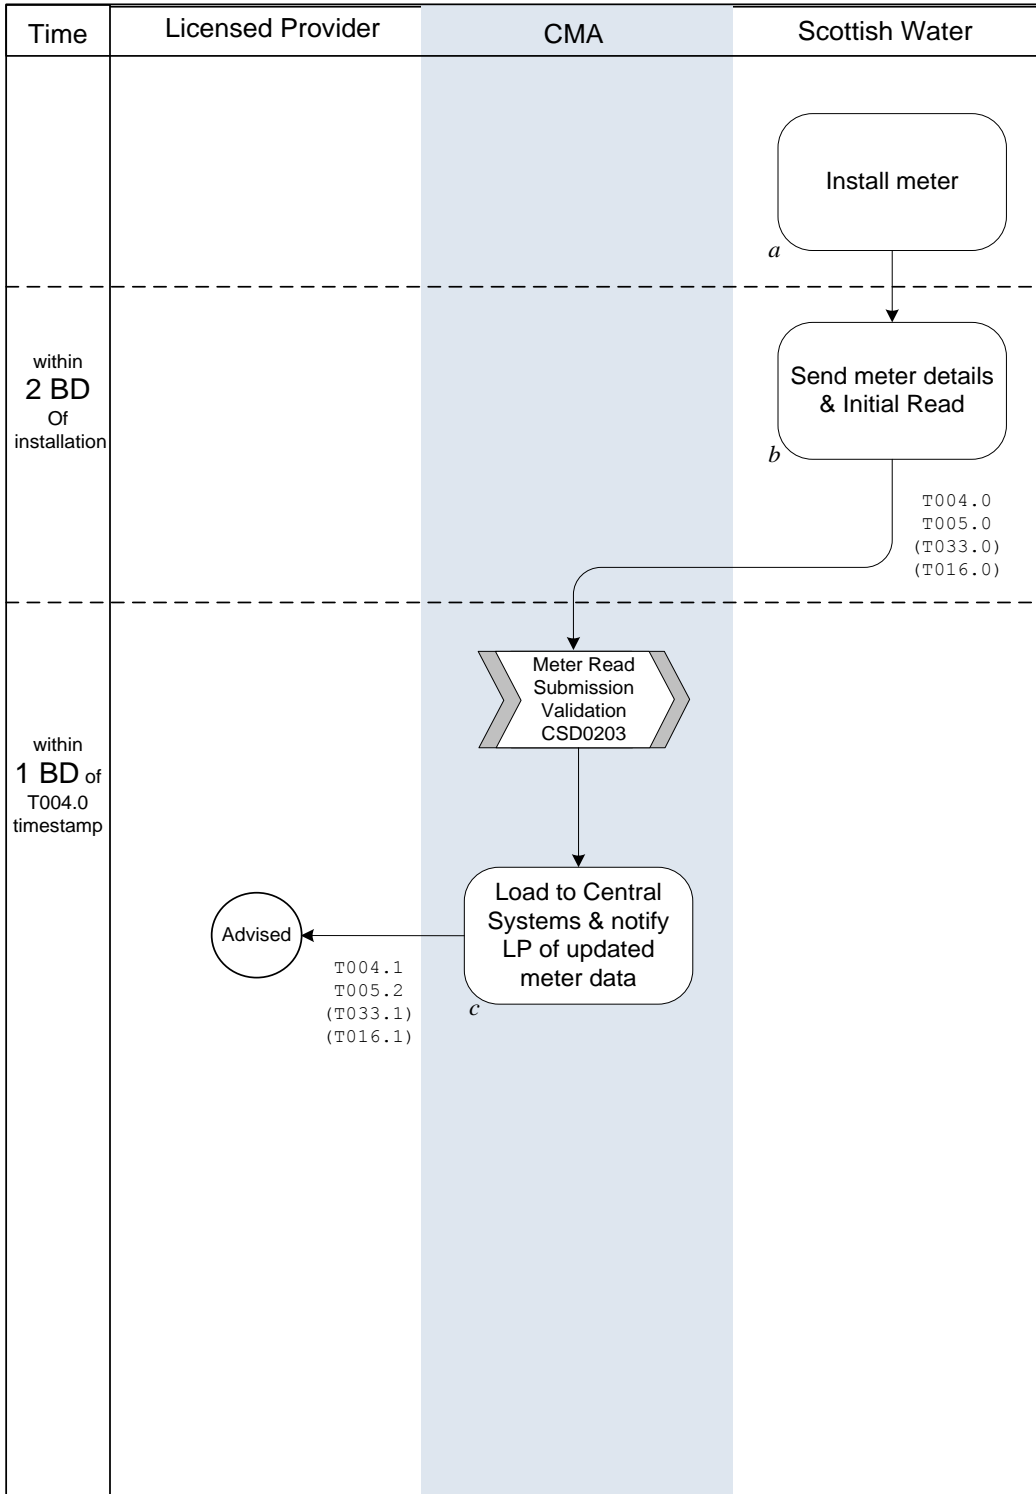 Time
Licensed Provider
CMA
Scottish Water
Install meter
a
within
2 BD
Of
installation
Send meter details
& Initial Read
b
T004.0
T005.0
(T033.0)
(T016.0)
within
1 BD of
T004.0
timestamp
Meter Read
Submission
Validation
CSD0203
Load to Central
Systems & notify
LP of updated
meter data
c
Advised
T004.1
T005.2
(T033.1)
(T016.1)